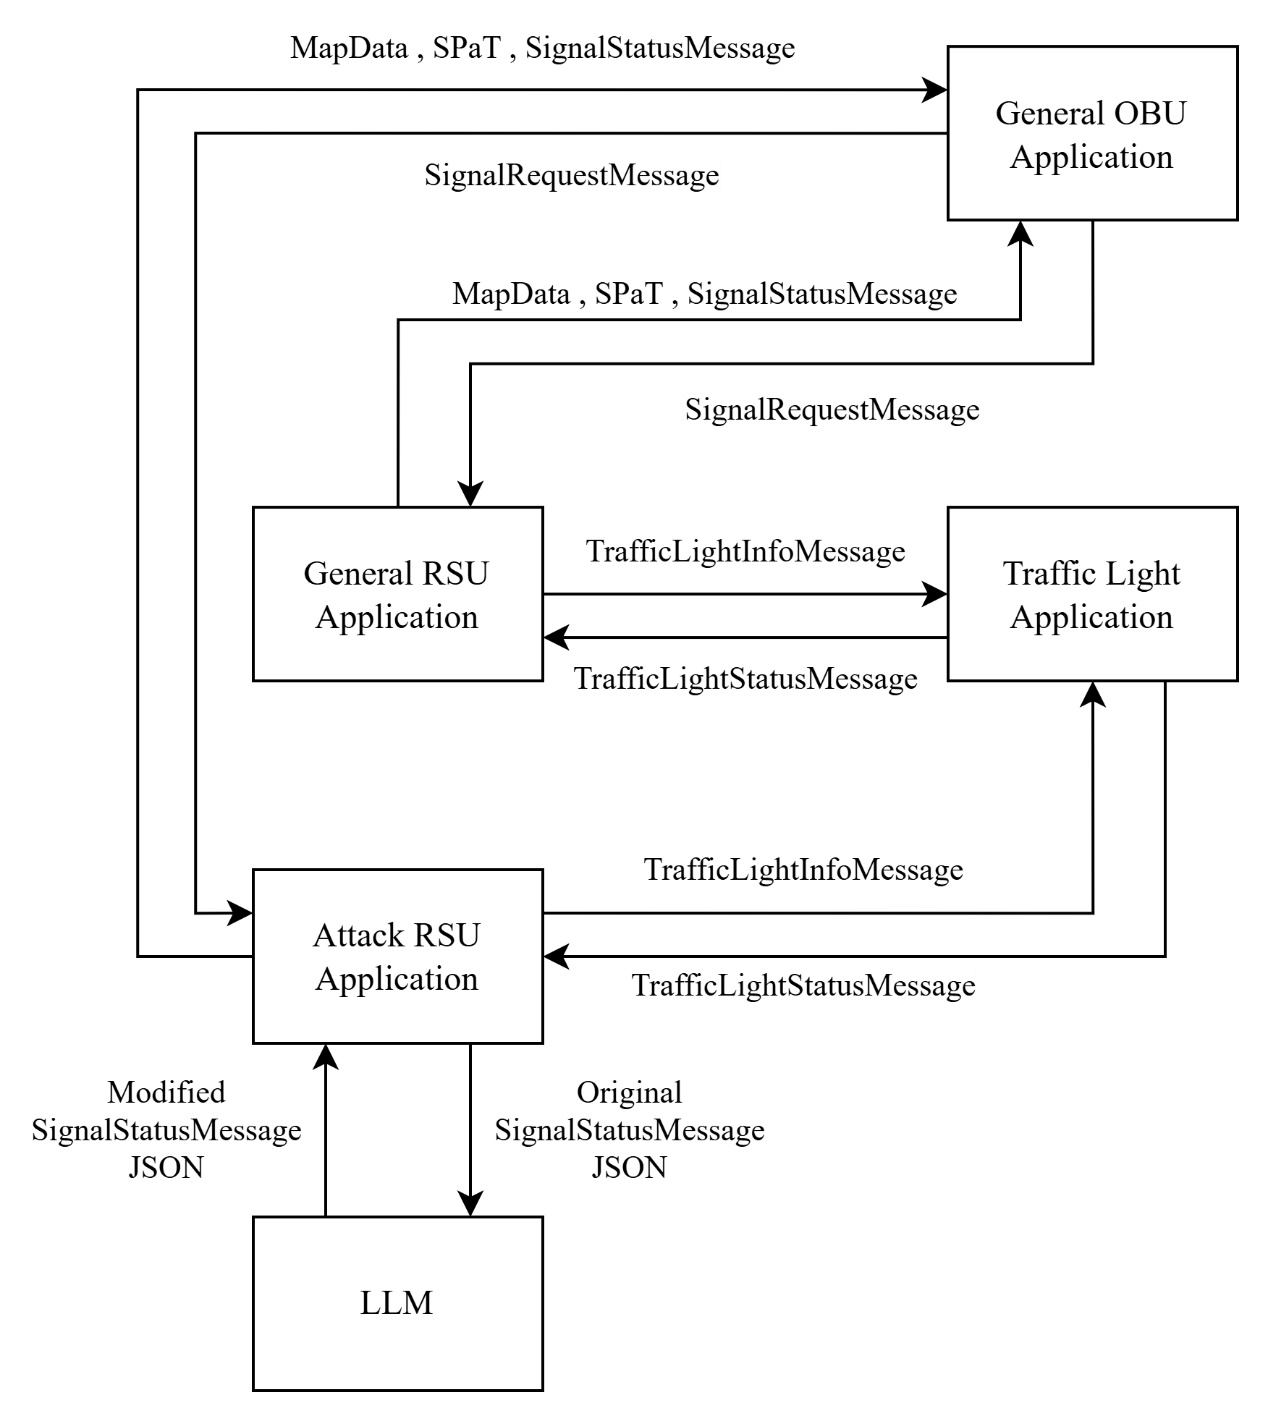 MapData , SPaT , SignalStatusMessage
General OBU
Application
SignalRequestMessage
MapData , SPaT , SignalStatusMessage
SignalRequestMessage
General RSU
Application
TrafficLightInfoMessage
Traffic Light
Application
TrafficLightStatusMessage
TrafficLightInfoMessage
Attack RSU
Application
TrafficLightStatusMessage
Modified
SignalStatusMessage
JSON
Original
SignalStatusMessage
JSON
LLM